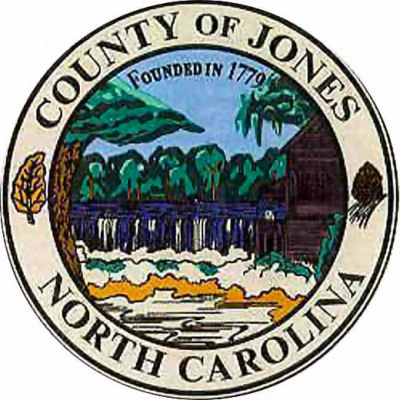 COUNTY OF JONES
FOUNDED IN 1779
NORTH CAROLINA